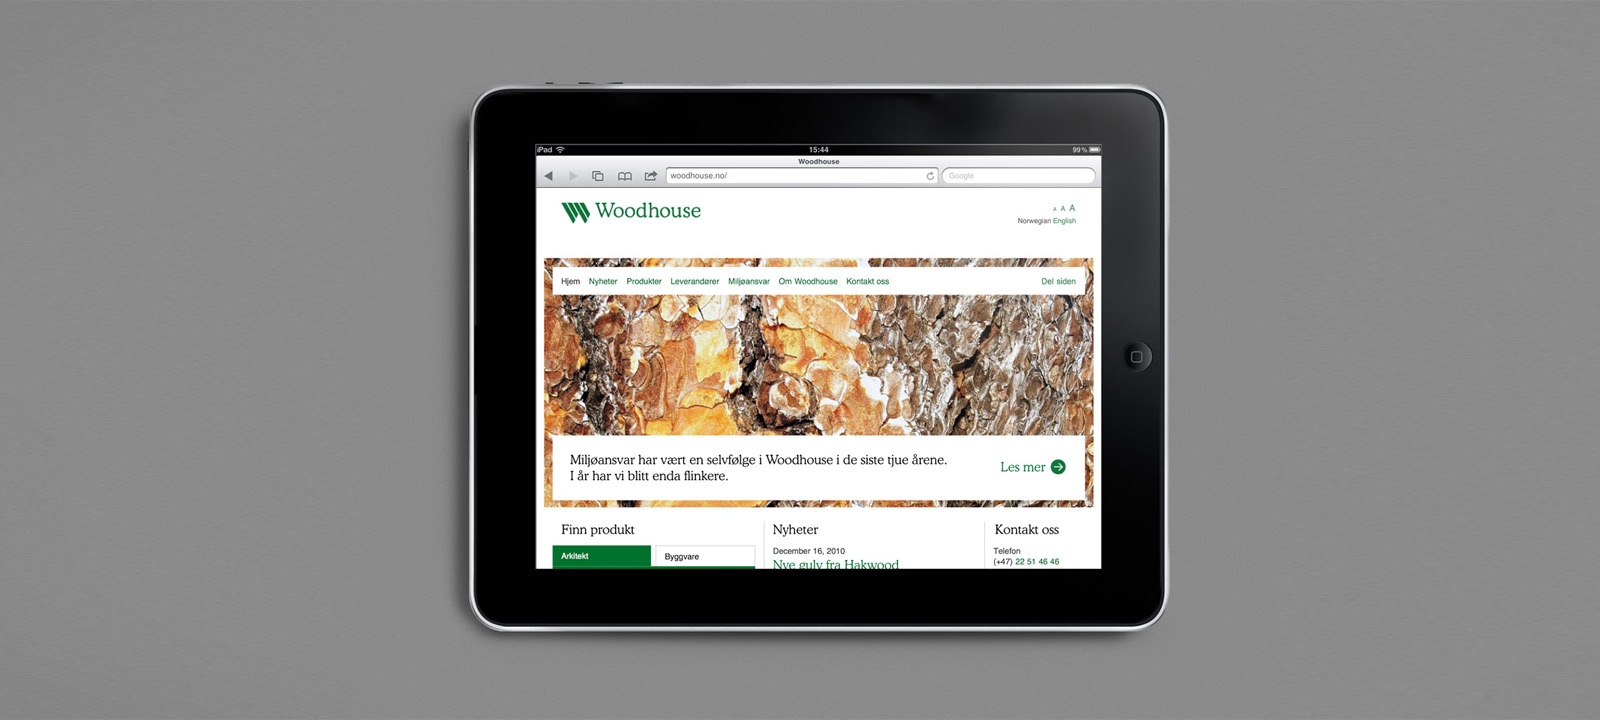 iPad 15:44 99%
Woodhouse
woodhouse.no/ Google
Woodhouse
A A A
Norwegian English
Hjem Nyheter Produkter Leverandører Miljøansvar Om Woodhouse Kontakt oss Del siden
Miljøansvar har vært en selvfølge i Woodhouse i de siste tjue årene.
I år har vi blitt enda flinkere.
Les mer
Finn produkt
Arkitekt Byggvare
Nyheter
December 16, 2010
Nye gulv fra Hakwood
Kontakt oss
Telefon
(+47) 22 51 46 46